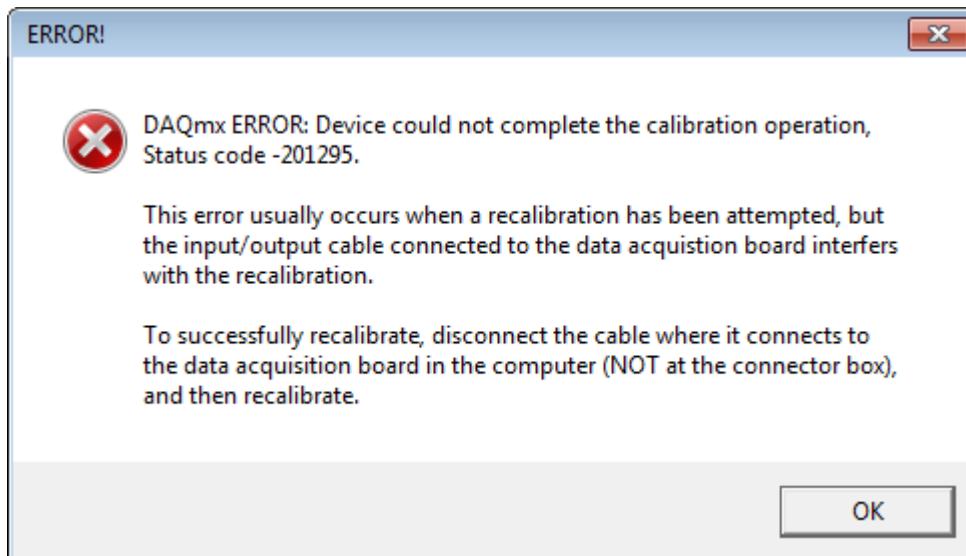 ERROR!
DAQmx ERROR: Device could not complete the calibration operation,
Status code -201295.
This error usually occurs when a recalibration has been attempted, but
the input/output cable connected to the data acquistion board interfers
with the recalibration.
To successfully recalibrate, disconnect the cable where it connects to
the data acquisition board in the computer (NOT at the connector box),
and then recalibrate.
OK